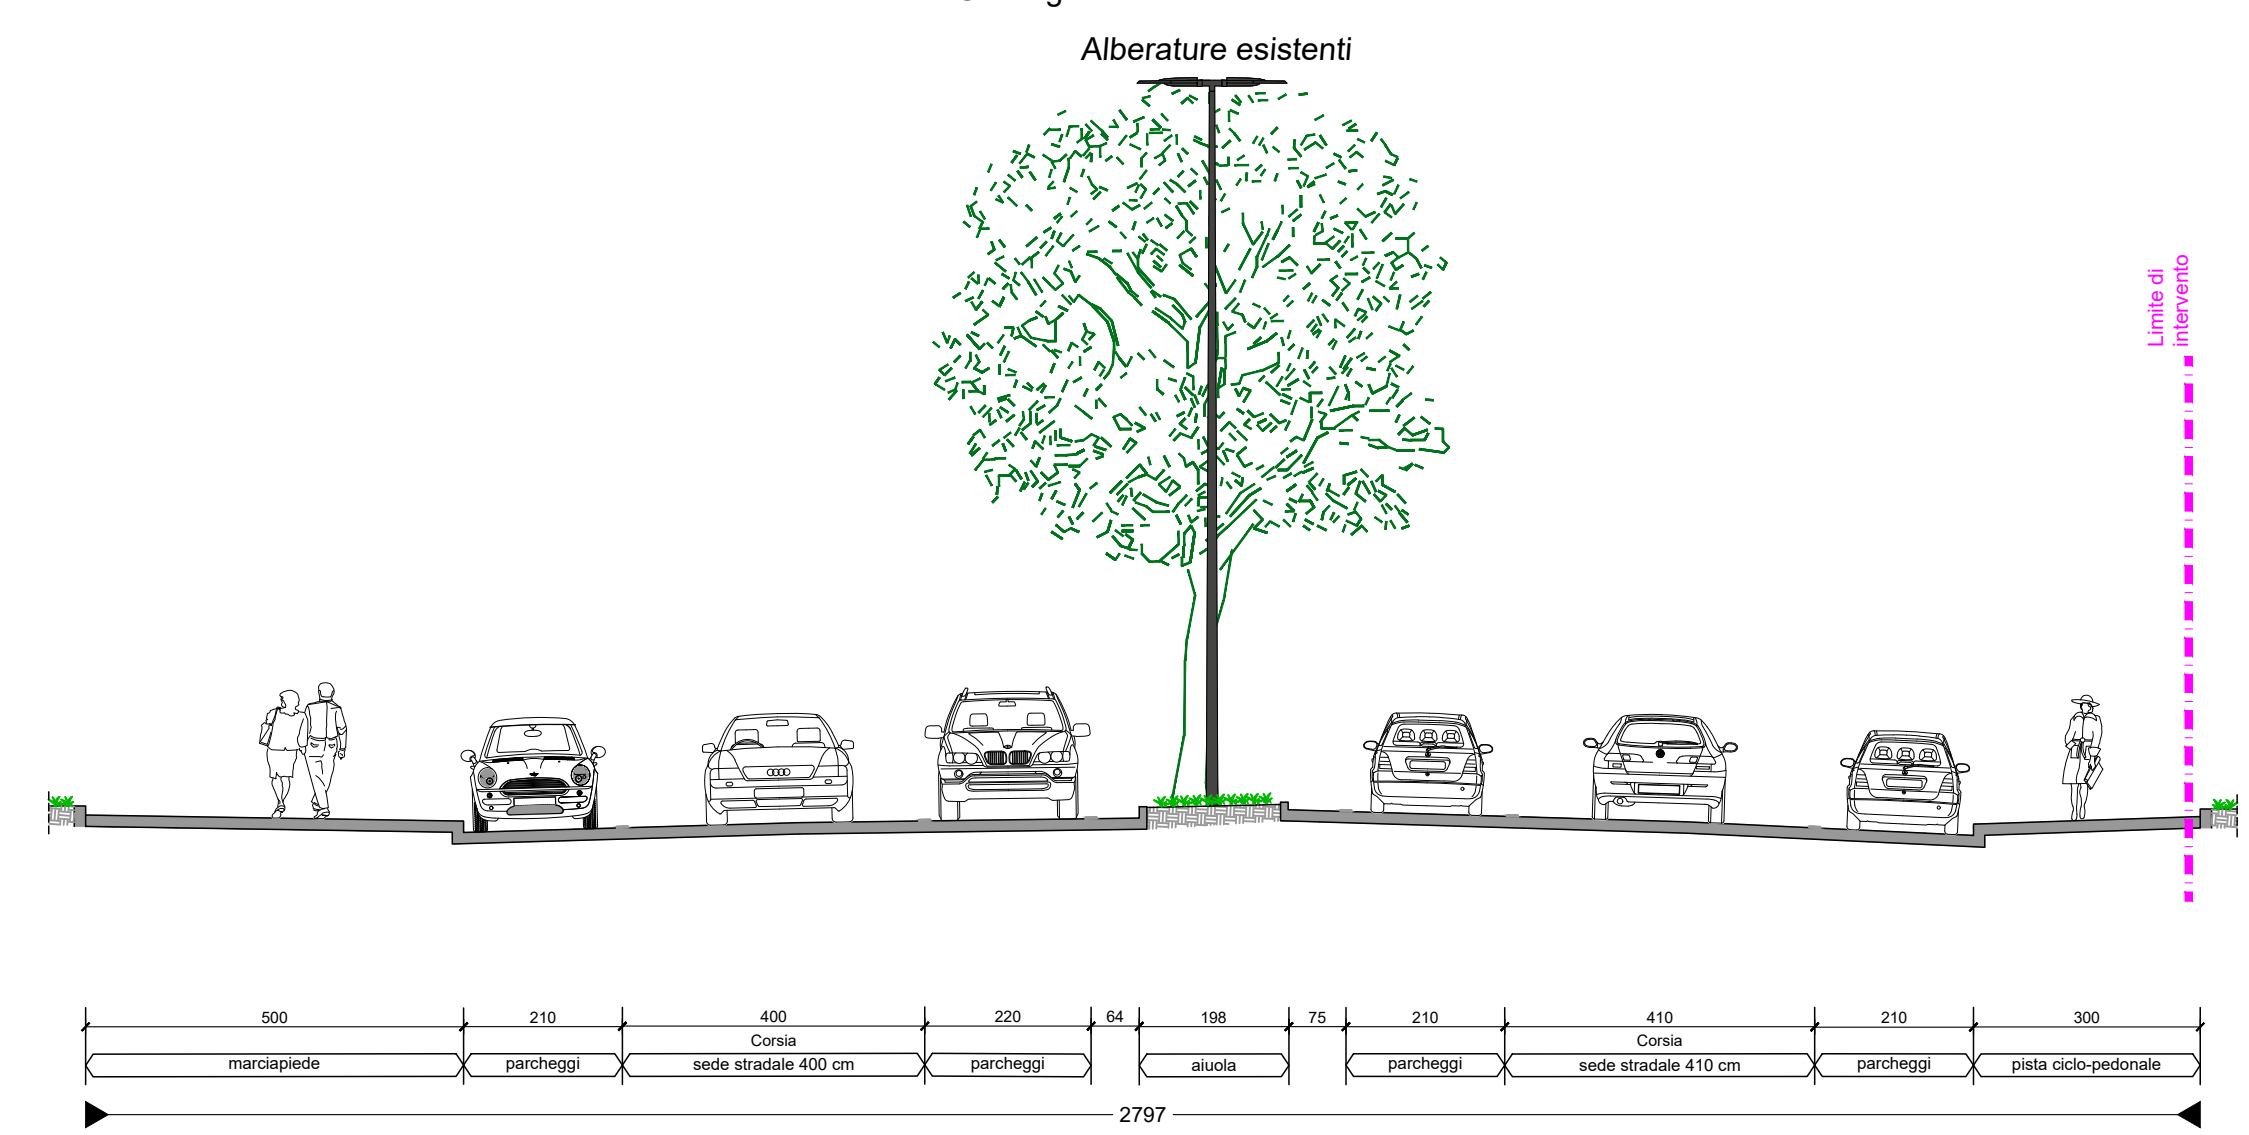 Alberature esistenti
Limite di
intervento
500 210 400 220 64 198 75 210 410 210 300
Corsia Corsia
marciapiede parcheggi sede stradale 400 cm parcheggi aiuola parcheggi sede stradale 410 cm parcheggi pista ciclo-pedonale
2797